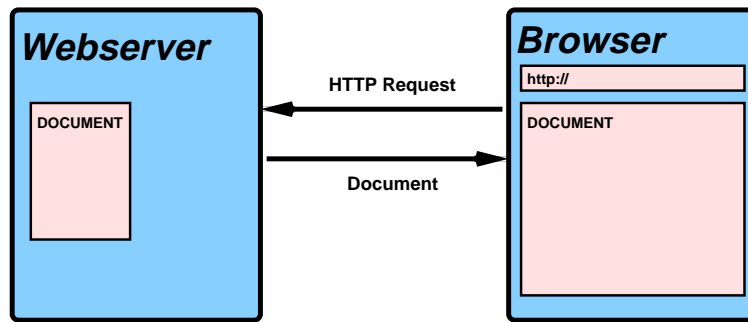 Webserver
DOCUMENT
HTTP Request
Document
Browser
http://
DOCUMENT